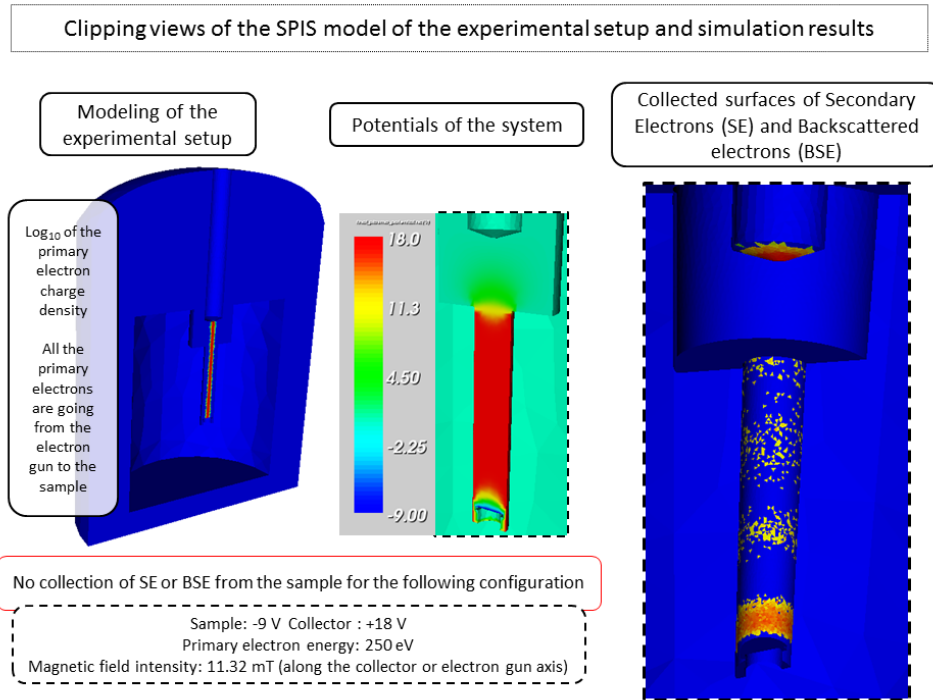 Clipping views of the SPIS model of the experimental setup and simulation results
Modeling of the
experimental setup
Potentials of the system
Collected surfaces of Secondary
Electrons (SE) and Backscattered
electrons (BSE)
Log₁₀ of the
primary
electron
charge
density
All the
primary
electrons
are going
from the
electron
gun to the
sample
18.0
11.3
4.50
-2.25
-9.00
No collection of SE or BSE from the sample for the following configuration
Sample: -9 V Collector : +18 V
Primary electron energy: 250 eV
Magnetic field intensity: 11.32 mT (along the collector or electron gun axis)